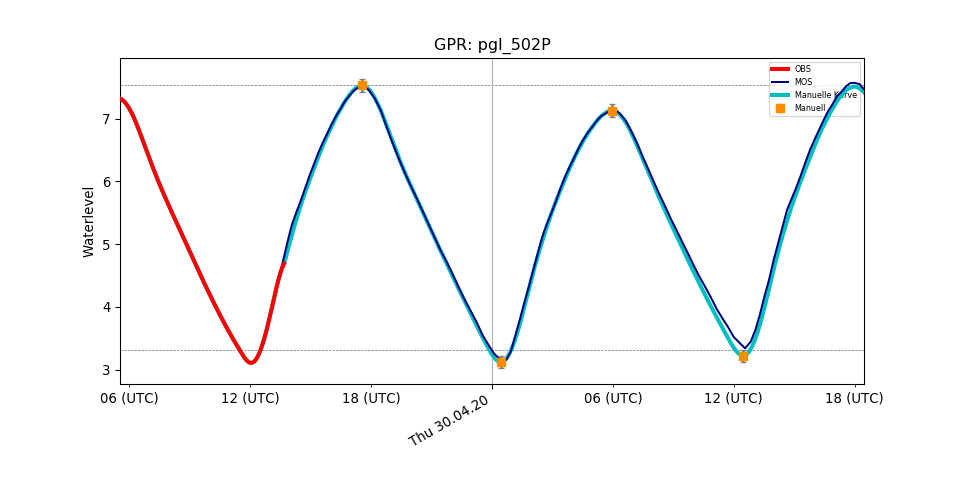 GPR: pgl_502P
OBS
MOS
Manuelle Kurve
Manuell
Waterlevel
7
6
5
4
3
06 (UTC)
12 (UTC)
18 (UTC)
Thu 30.04.20
06 (UTC)
12 (UTC)
18 (UTC)